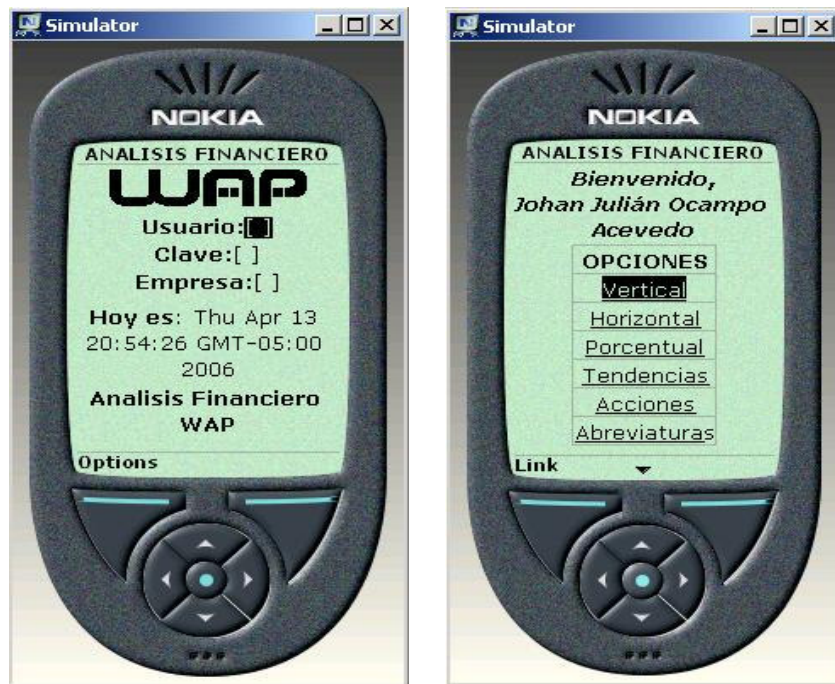 Simulator
NOKIA
ANALISIS FINANCIERO
WAP
Usuario:[ ]
Clave:[ ]
Empresa:[ ]
Hoy es: Thu Apr 13
20:54:26 GMT-05:00
2006
Analisis Financiero
WAP
Options
Simulator
NOKIA
ANALISIS FINANCIERO
Bienvenido,
Johan Julián Ocampo
Acevedo
OPCIONES
Vertical
Horizontal
Porcentual
Tendencias
Acciones
Abreviaturas
Link